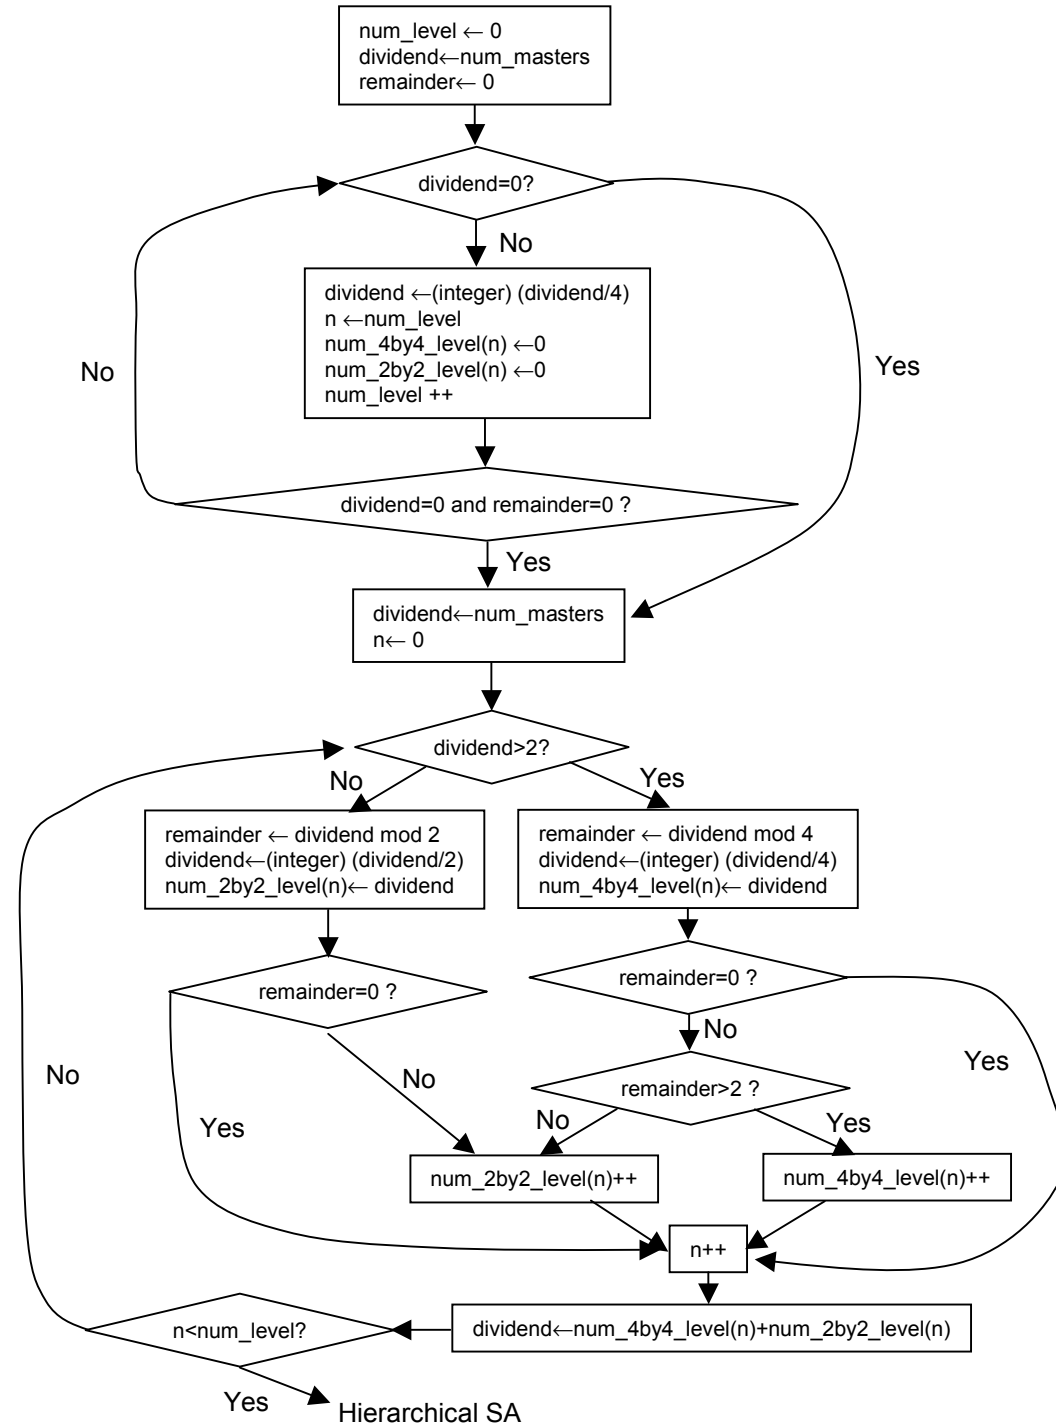 num_level ← 0
dividend←num_masters
remainder← 0
dividend=0?
No
dividend ←(integer) (dividend/4)
n ←num_level
num_4by4_level(n) ←0
num_2by2_level(n) ←0
num_level ++
No
Yes
dividend=0 and remainder=0 ?
Yes
dividend←num_masters
n← 0
dividend>2?
No
Yes
remainder ← dividend mod 2
dividend←(integer) (dividend/2)
num_2by2_level(n)← dividend
remainder ← dividend mod 4
dividend←(integer) (dividend/4)
num_4by4_level(n)← dividend
remainder=0 ?
remainder=0 ?
No
No
Yes
remainder>2 ?
No
Yes
No
Yes
num_2by2_level(n)++
num_4by4_level(n)++
n++
n<num_level?
dividend←num_4by4_level(n)+num_2by2_level(n)
Yes
Hierarchical SA